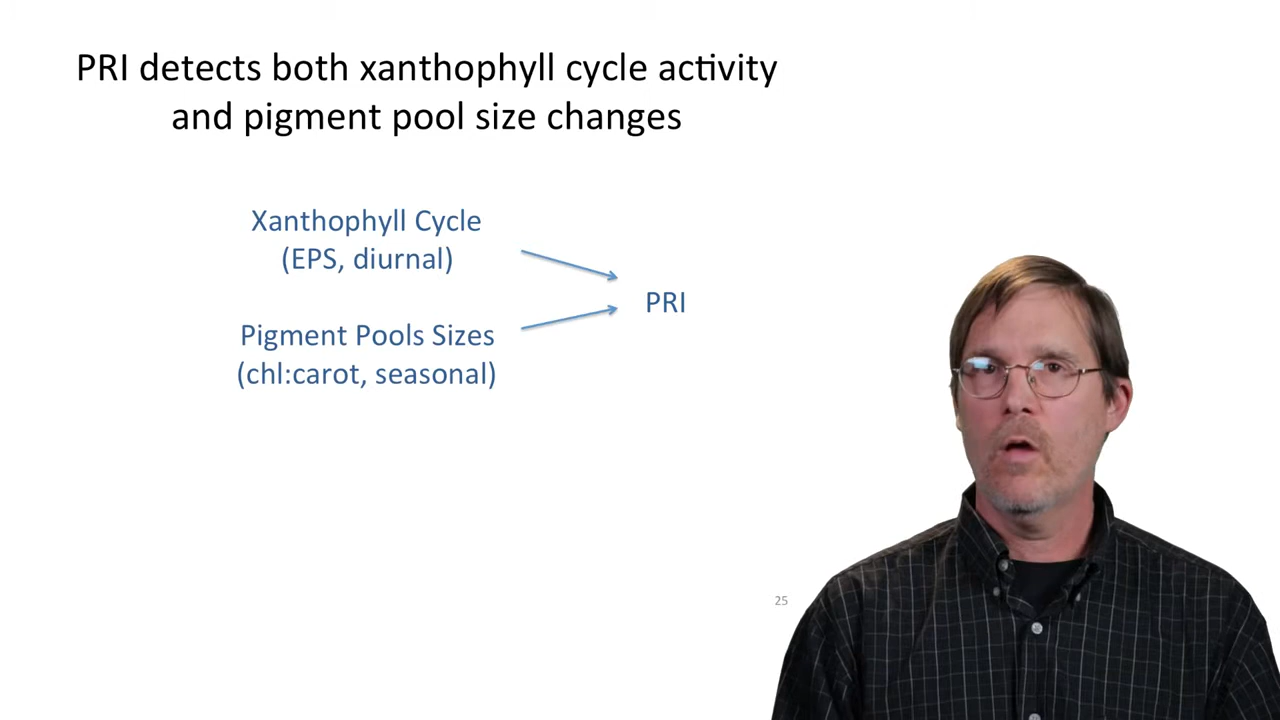 PRI detects both xanthophyll cycle activity
and pigment pool size changes
Xanthophyll Cycle
(EPS, diurnal)
PRI
Pigment Pools Sizes
(chl:carot, seasonal)
25